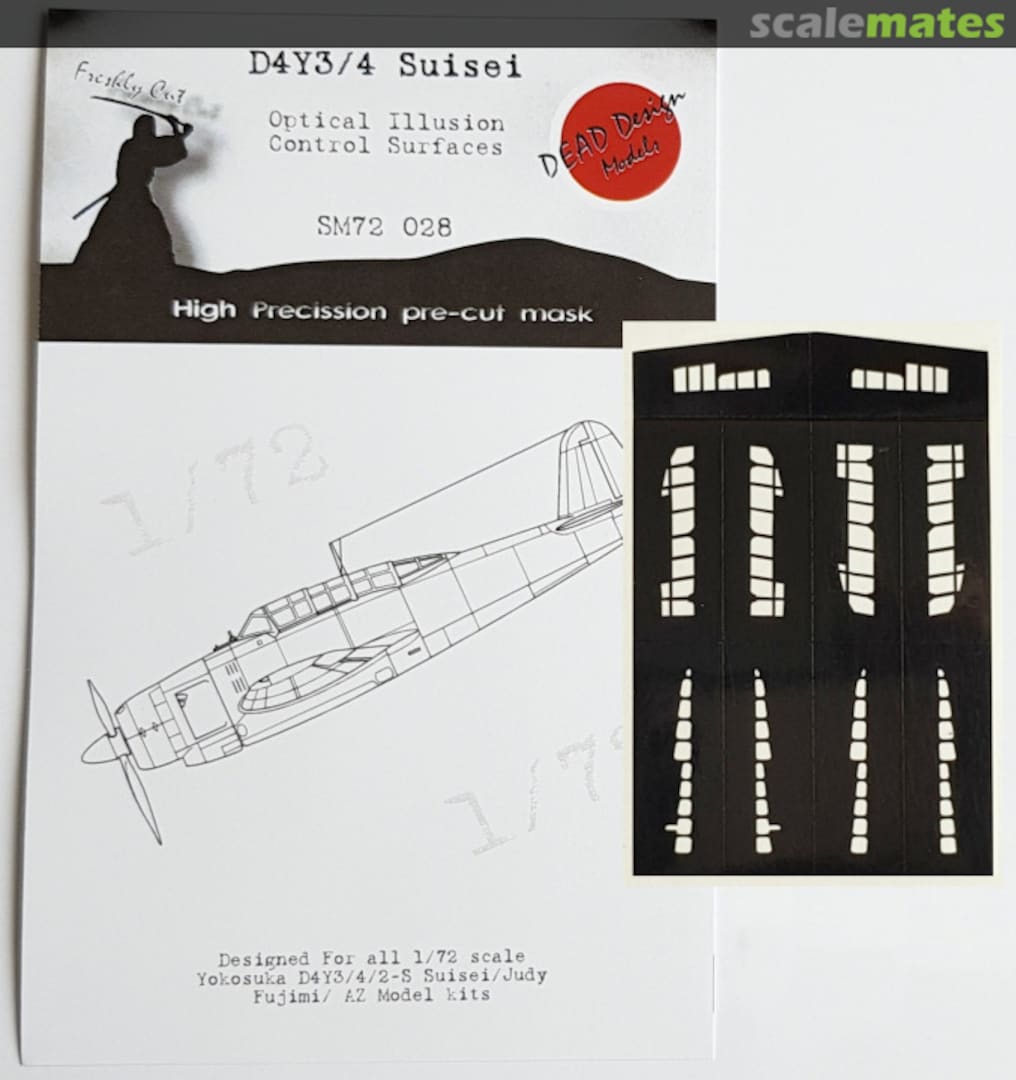 scalemates
D4Y3/4 Suisei
Freshly Cut
Optical Illusion
Control Surfaces
DEAD Design
Models
SM72 028
High Precission pre-cut mask
1/72
1/72
Designed For all 1/72 scale
Yokosuka D4Y3/4/2-S Suisei/Judy
Fujimi/ AZ Model kits